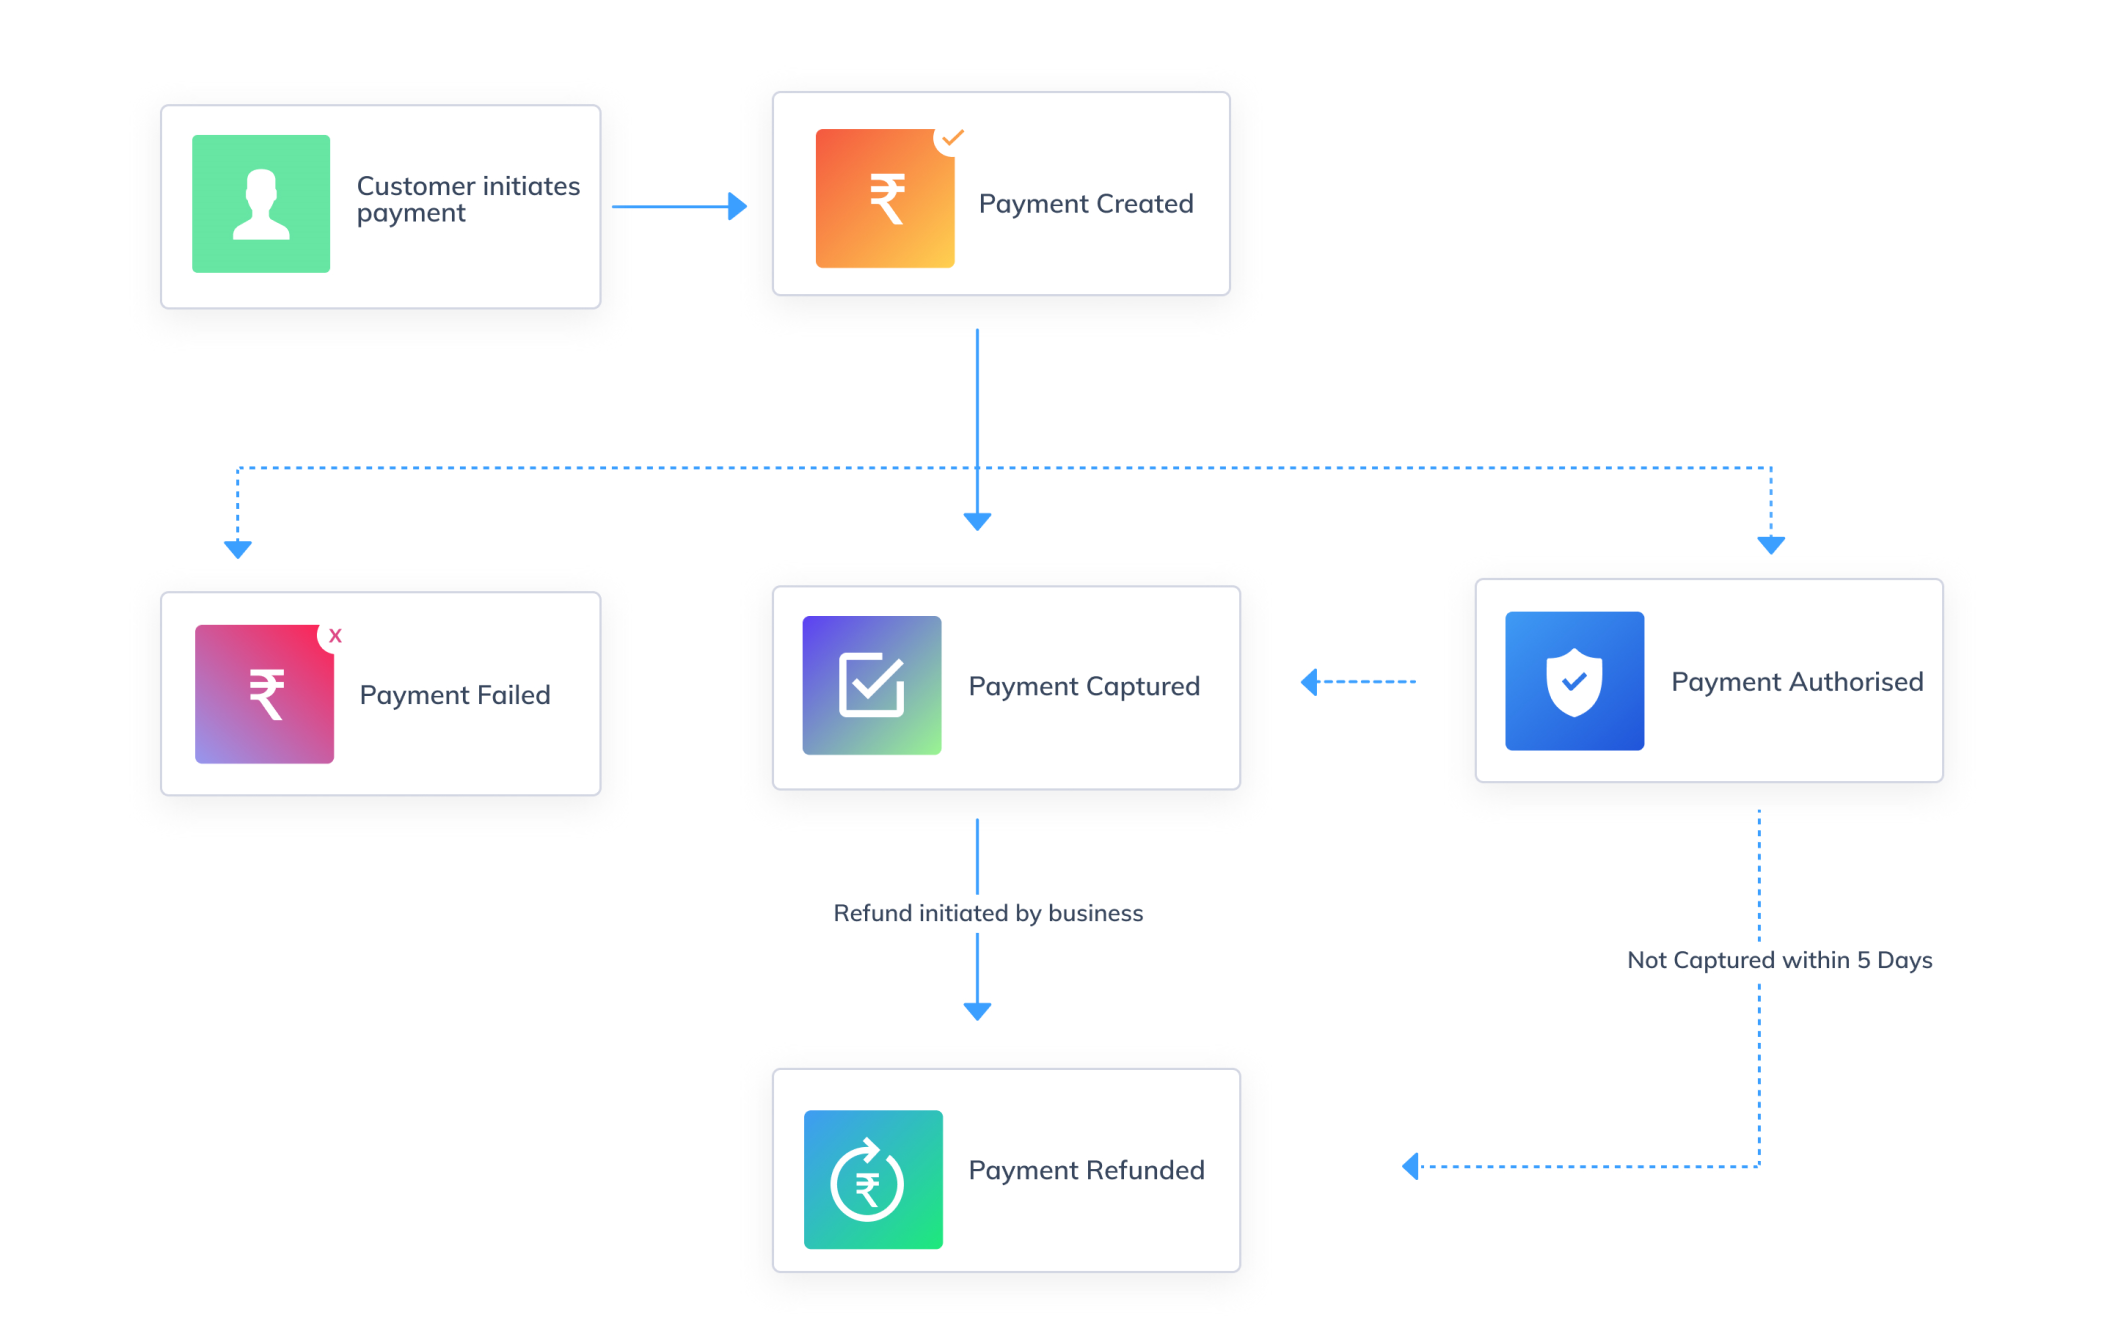 Customer initiates
payment
₹
Payment Created
₹
X
Payment Failed
Payment Captured
Payment Authorised
Refund initiated by business
Not Captured within 5 Days
₹
Payment Refunded